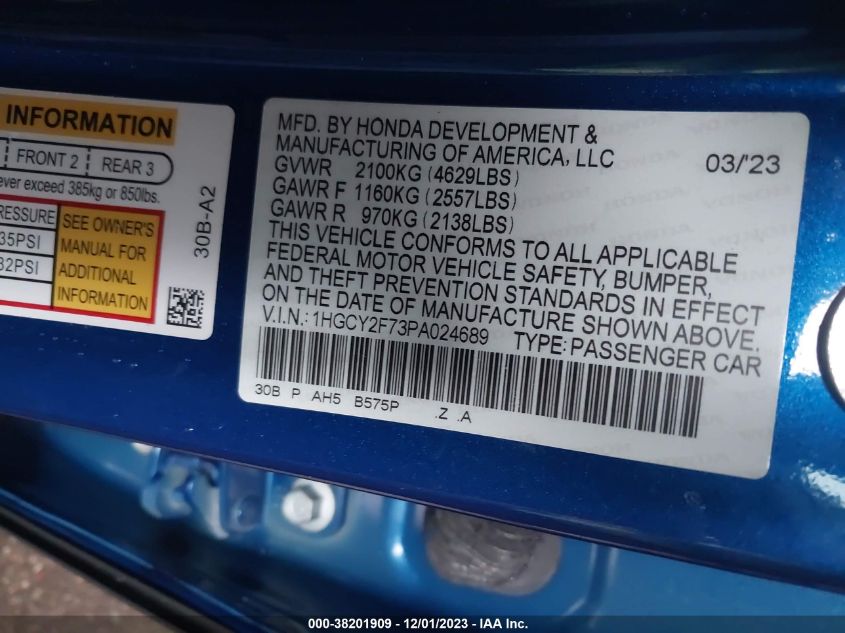 INFORMATION
FRONT 2 REAR 3
ever exceed 385kg or 850lbs.
RESSURE
35PSI
32PSI
SEE OWNER'S
MANUAL FOR
ADDITIONAL
INFORMATION
30B-A2
MFD. BY HONDA DEVELOPMENT &
MANUFACTURING OF AMERICA, LLC 03/'23
GVWR 2100KG (4629LBS)
GAWR F 1160KG (2557LBS)
GAWR R 970KG (2138LBS)
THIS VEHICLE CONFORMS TO ALL APPLICABLE
FEDERAL MOTOR VEHICLE SAFETY, BUMPER,
AND THEFT PREVENTION STANDARDS IN EFFECT
ON THE DATE OF MANUFACTURE SHOWN ABOVE.
V.I.N.: 1HGCY2F73PA024689 TYPE: PASSENGER CAR
30B P AH5 B575P .Z .A
000-38201909 - 12/01/2023 - IAA Inc.